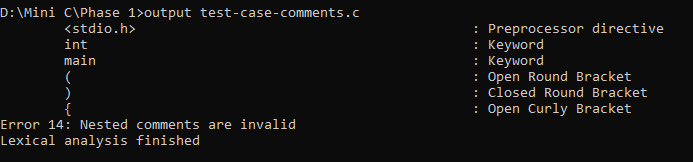 D:\Mini C\Phase 1>output test-case-comments.c
<stdio.h> : Preprocessor directive
int : Keyword
main : Keyword
( : Open Round Bracket
) : Closed Round Bracket
{ : Open Curly Bracket
Error 14: Nested comments are invalid
Lexical analysis finished